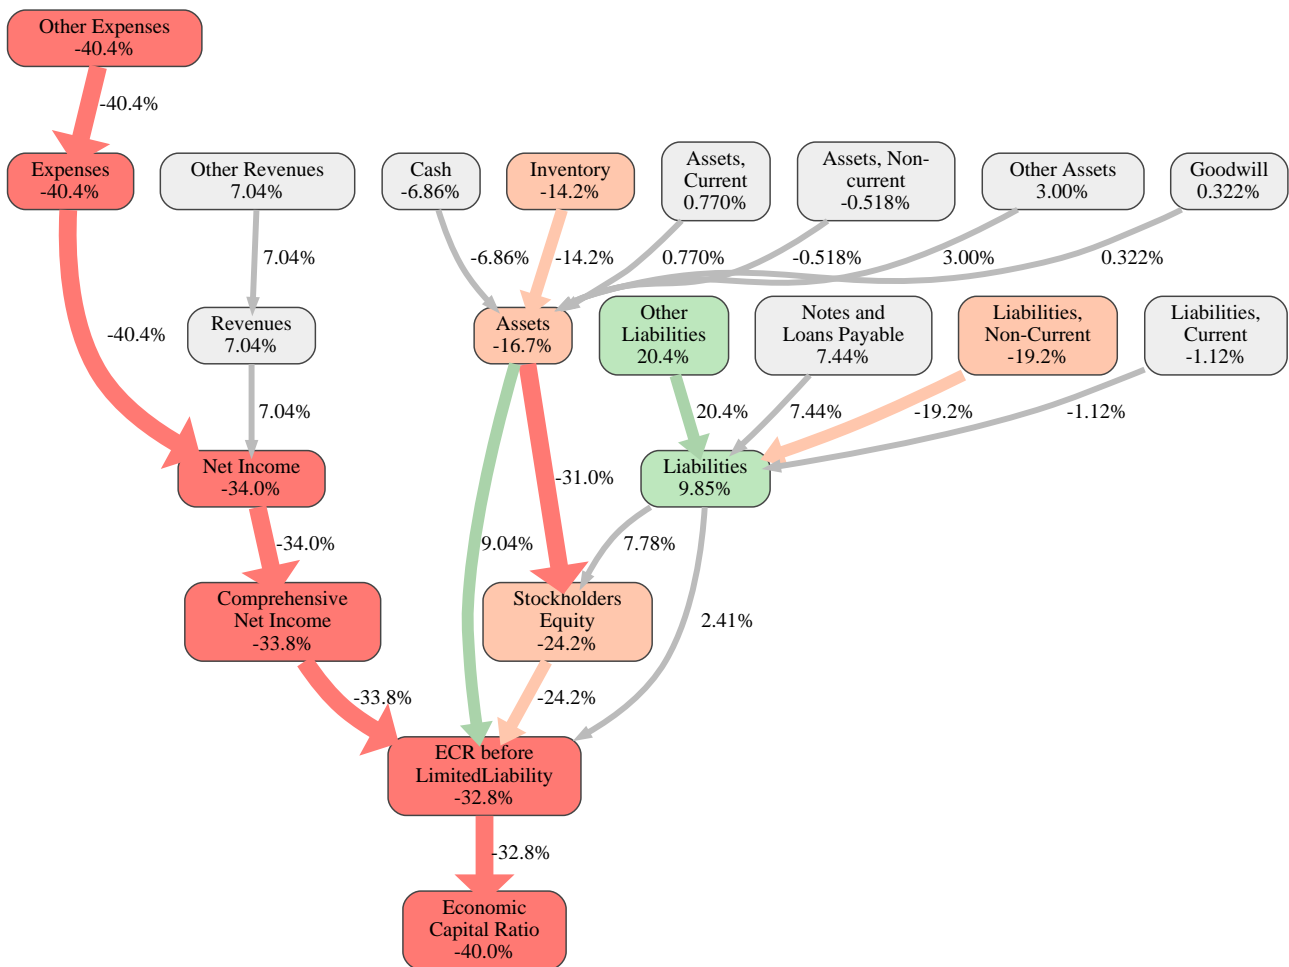 Other Expenses
-40.4%
-40.4%
Expenses
-40.4%
Other Revenues
7.04%
Cash
-6.86%
Inventory
-14.2%
Assets,
Current
0.770%
Assets, Non-
current
-0.518%
Other Assets
3.00%
Goodwill
0.322%
7.04%
-6.86%
-14.2%
0.770%
-0.518%
3.00%
0.322%
-40.4%
Revenues
7.04%
Assets
-16.7%
Other
Liabilities
20.4%
Notes and
Loans Payable
7.44%
Liabilities,
Non-Current
-19.2%
Liabilities,
Current
-1.12%
7.04%
20.4%
7.44%
-19.2%
-1.12%
Net Income
-34.0%
-31.0%
Liabilities
9.85%
-34.0%
9.04%
7.78%
Comprehensive
Net Income
-33.8%
Stockholders
Equity
-24.2%
2.41%
-33.8%
-24.2%
ECR before
LimitedLiability
-32.8%
-32.8%
Economic
Capital Ratio
-40.0%